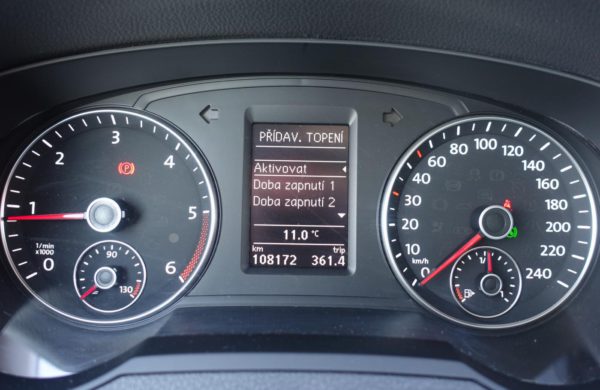 0
1
2
3
4
5
6
1/min
x1000
90
130
(P)
PŘÍDAV. TOPENÍ
Aktivovat
Doba zapnutí 1
Doba zapnutí 2
11.0 °C
km trip
108172 361.4
0
10
20
30
40
60
80
100
120
140
160
180
200
220
240
km/h
1/
1